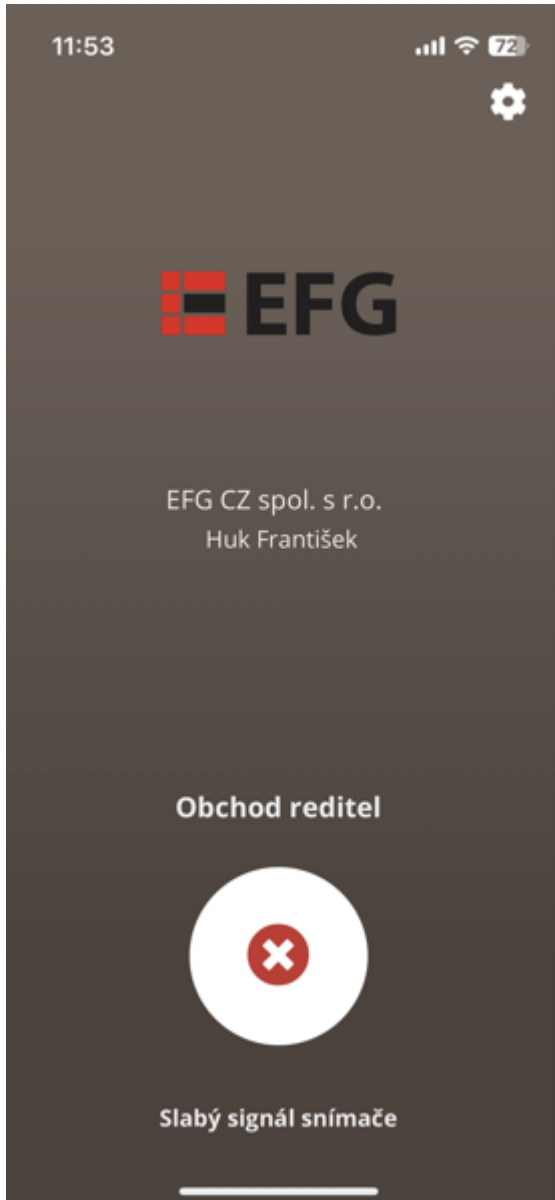 11:53
72
EFG
EFG CZ spol. s r.o.
Huk František
Obchod reditel
Slabý signál snímače